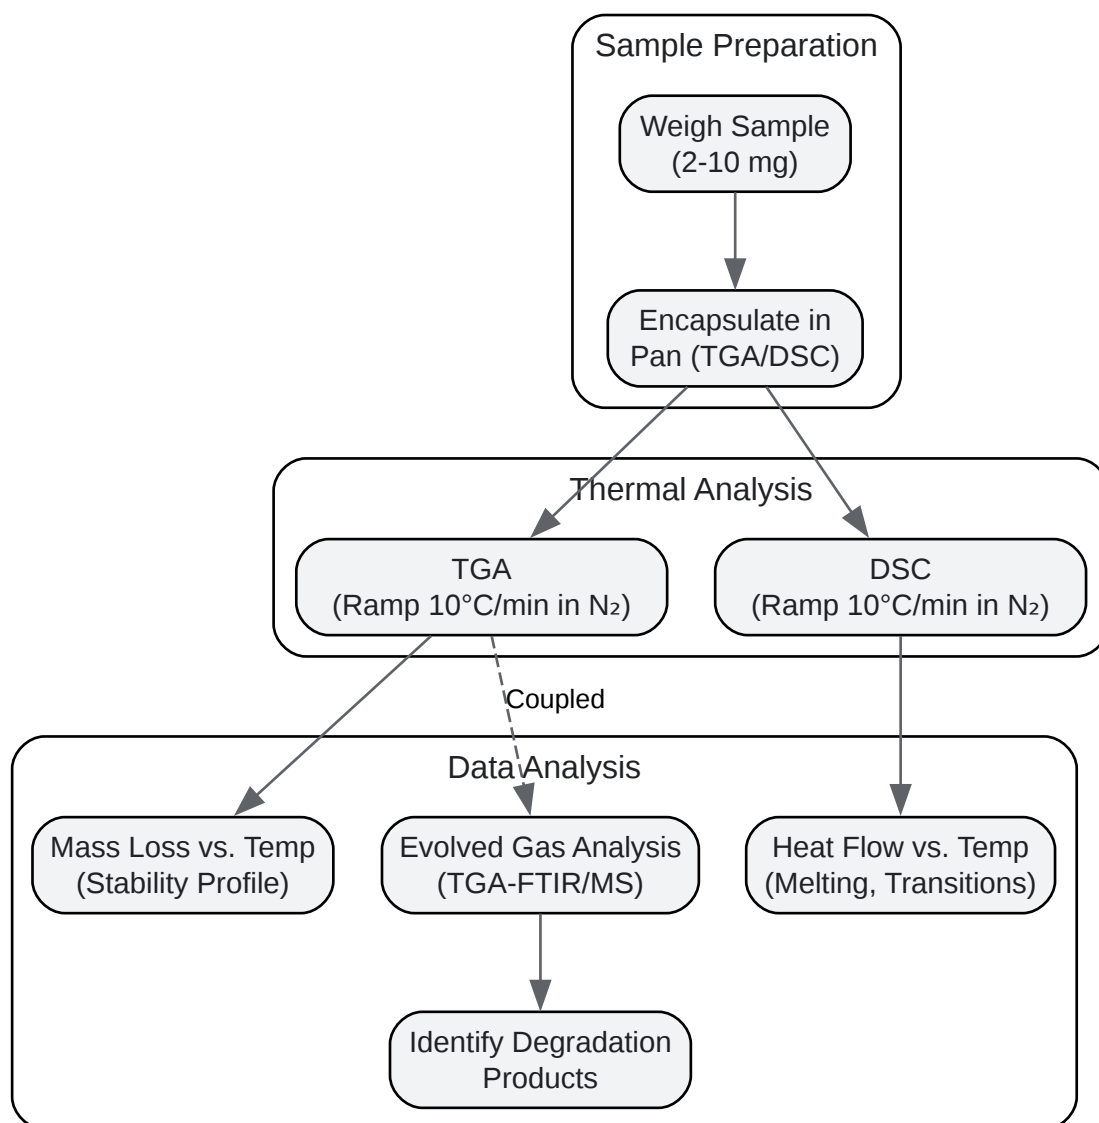 Sample Preparation
Weigh Sample
(2-10 mg)
Encapsulate in
Pan (TGA/DSC)
Thermal Analysis
TGA
(Ramp 10°C/min in N₂)
DSC
(Ramp 10°C/min in N₂)
Coupled
Data Analysis
Mass Loss vs. Temp
(Stability Profile)
Evolved Gas Analysis
(TGA-FTIR/MS)
Heat Flow vs. Temp
(Melting, Transitions)
Identify Degradation
Products